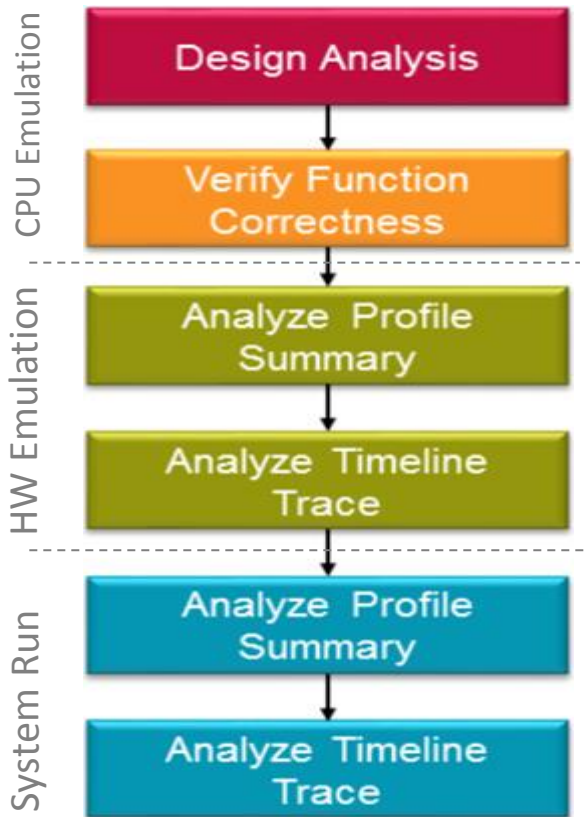 CPU Emulation
Design Analysis
Verify Function
Correctness
HW Emulation
Analyze Profile
Summary
Analyze Timeline
Trace
System Run
Analyze Profile
Summary
Analyze Timeline
Trace